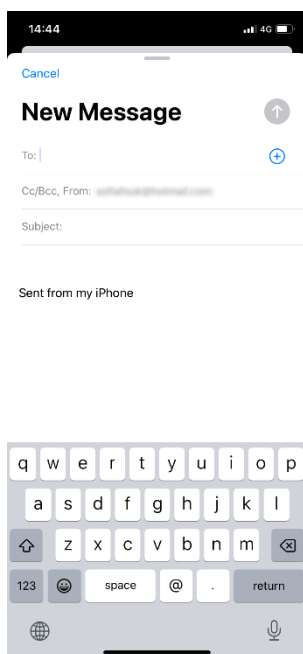 14:44 4G
Cancel
New Message
To:
Cc/Bcc, From:
Subject:
Sent from my iPhone
q w e r t y u i o p
a s d f g h j k l
z x c v b n m
123 space @ . return